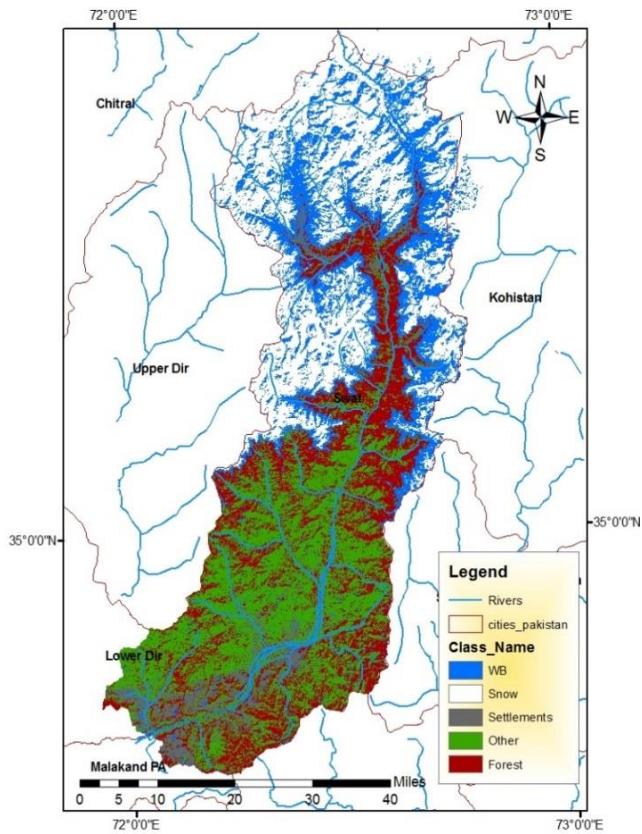 72°0'0"E 73°0'0"E
Chitral
N
W E
S
Kohistan
Upper Dir
Swat
35°0'0"N 35°0'0"N
Legend
Rivers
cities_pakistan
Class_Name
WB
Snow
Settlements
Other
Forest
Lower Dir
Malakand PA
Miles
0 5 10 20 30 40
72°0'0"E 73°0'0"E